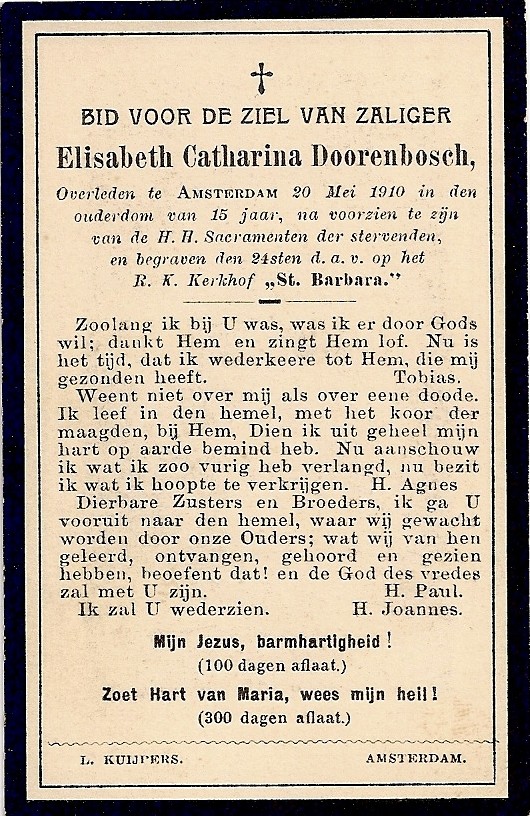 BID VOOR DE ZIEL VAN ZALIGER
Elisabeth Catharina Doorenbosch,
Overleden te AMSTERDAM 20 Mei 1910 in den
ouderdom van 15 jaar, na voorzien te zijn
van de H. H. Sacramenten der stervenden,
en begraven den 24sten d. a. v. op het
R. K. Kerkhof „St. Barbara.”
Zoolang ik bij U was, was ik er door Gods
wil; dankt Hem en zingt Hem lof. Nu is
het tijd, dat ik wederkeere tot Hem, die mij
gezonden heeft. Tobias.
Weent niet over mij als over eene doode.
Ik leef in den hemel, met het koor der
maagden, bij Hem, Dien ik uit geheel mijn
hart op aarde bemind heb. Nu aanschouw
ik wat ik zoo vurig heb verlangd, nu bezit
ik wat ik hoopte te verkrijgen. H. Agnes
Dierbare Zusters en Broeders, ik ga U
vooruit naar den hemel, waar wij gewacht
worden door onze Ouders; wat wij van hen
geleerd, ontvangen, gehoord en gezien
hebben, beoefent dat! en de God des vredes
zal met U zijn. H. Paul.
Ik zal U wederzien. H. Joannes.
Mijn Jezus, barmhartigheid!
(100 dagen aflaat.)
Zoet Hart van Maria, wees mijn heil!
(300 dagen aflaat.)
L. KUIJPERS. AMSTERDAM.